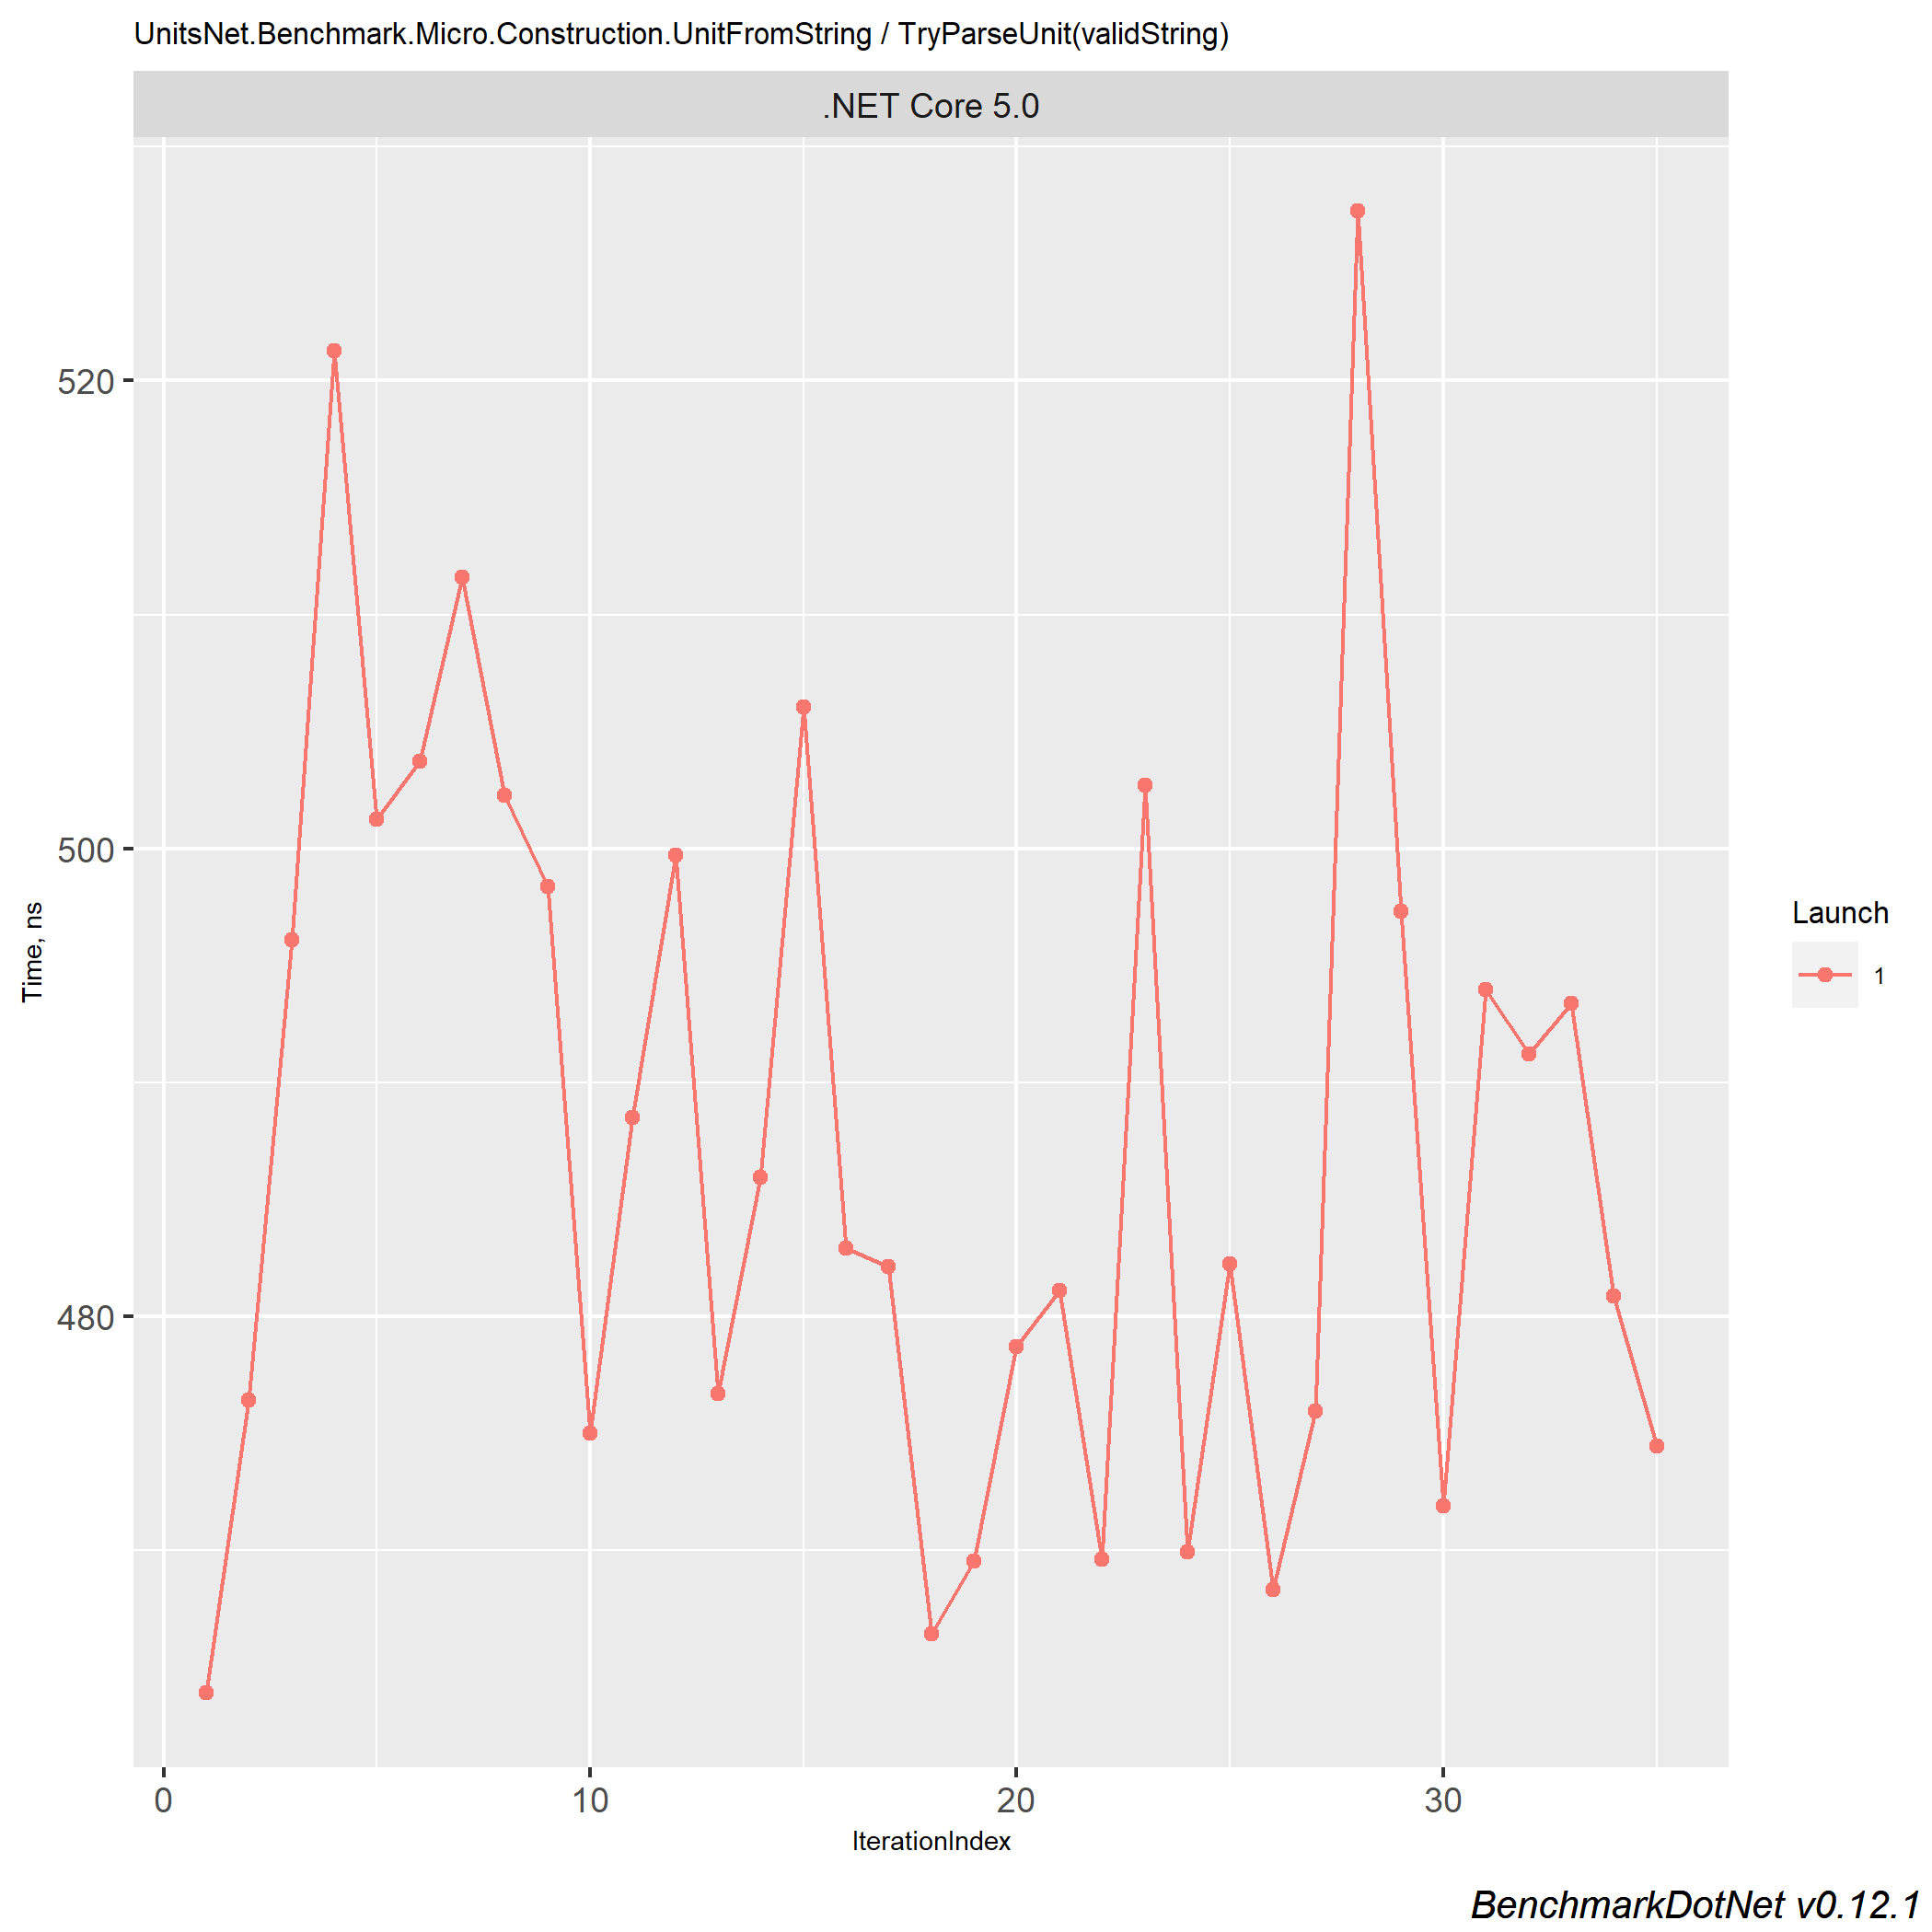 UnitsNet.Benchmark.Micro.Construction.UnitFromString / TryParseUnit(validString)
.NET Core 5.0
520
500
480
Time, ns
0 10 20 30
IterationIndex
Launch
1
BenchmarkDotNet v0.12.1